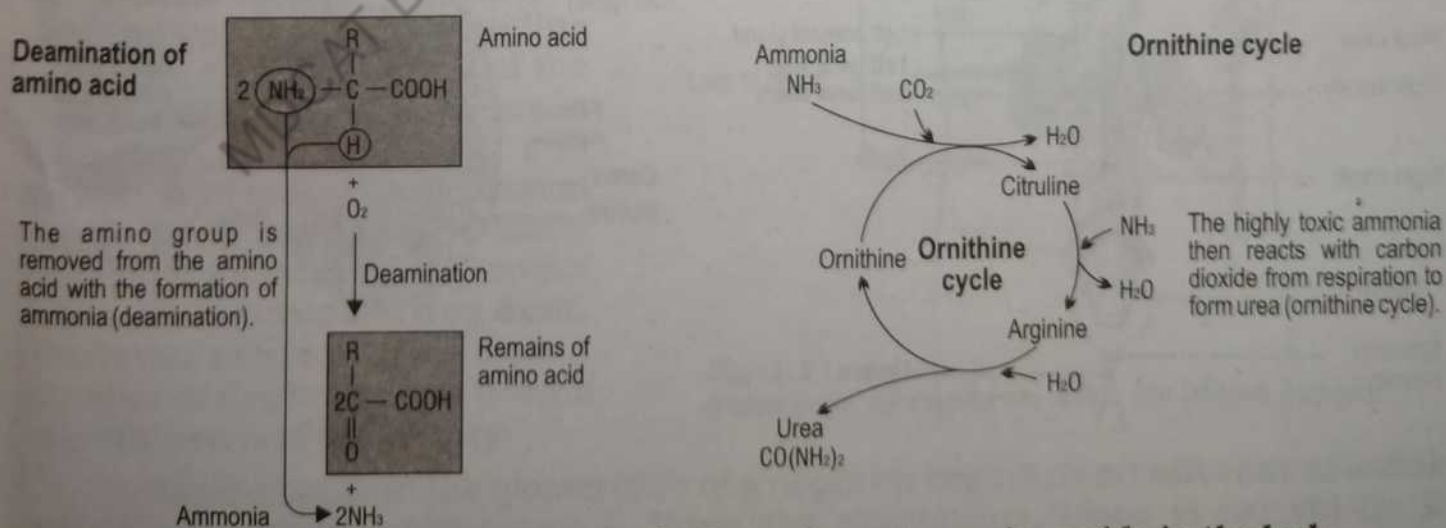 Deamination of
amino acid
R
Amino acid
2 NH₂ — C — COOH
H
+
O₂
The amino group is
removed from the amino
acid with the formation of
ammonia (deamination).
Deamination
R
Remains of
amino acid
2C — COOH
O
+
Ammonia
2NH₃
Ornithine cycle
Ammonia
NH₃
CO₂
H₂O
Citruline
NH₃
H₂O
The highly toxic ammonia
then reacts with carbon
dioxide from respiration to
form urea (ornithine cycle).
Ornithine
Ornithine
cycle
Arginine
H₂O
Urea
CO(NH₂)₂